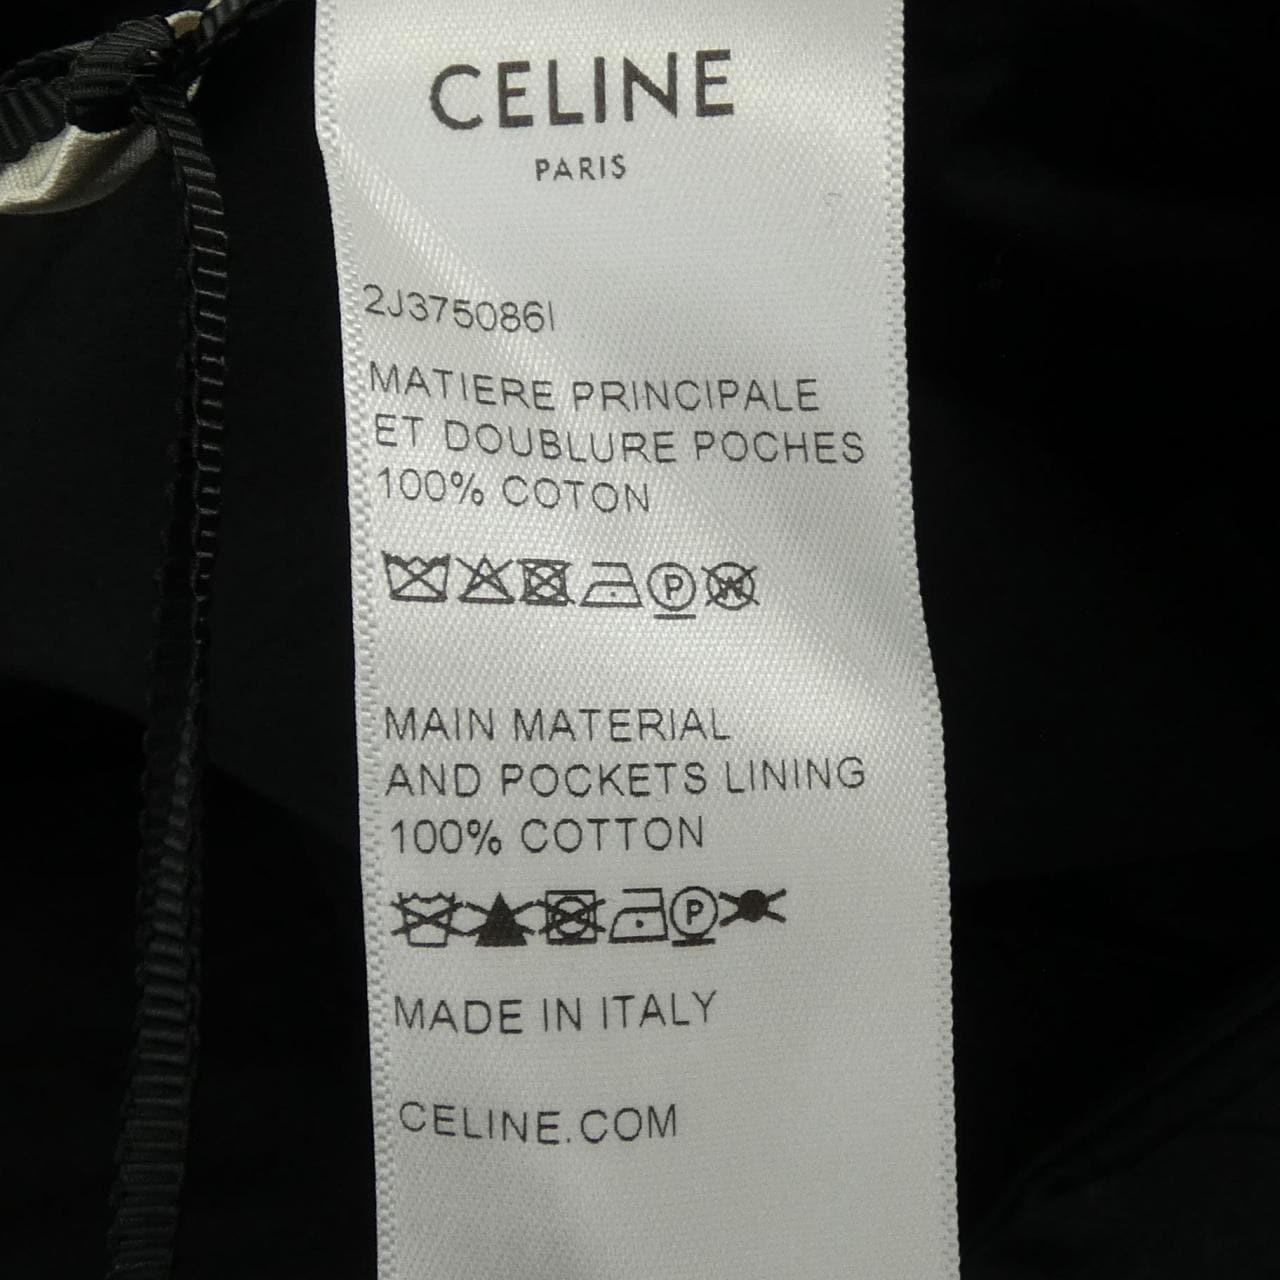 CELINE
PARIS
2J375086I
MATIERE PRINCIPALE
ET DOUBLURE POCHES
100% COTON
P W
MAIN MATERIAL
AND POCKETS LINING
100% COTTON
P
MADE IN ITALY
CELINE.COM